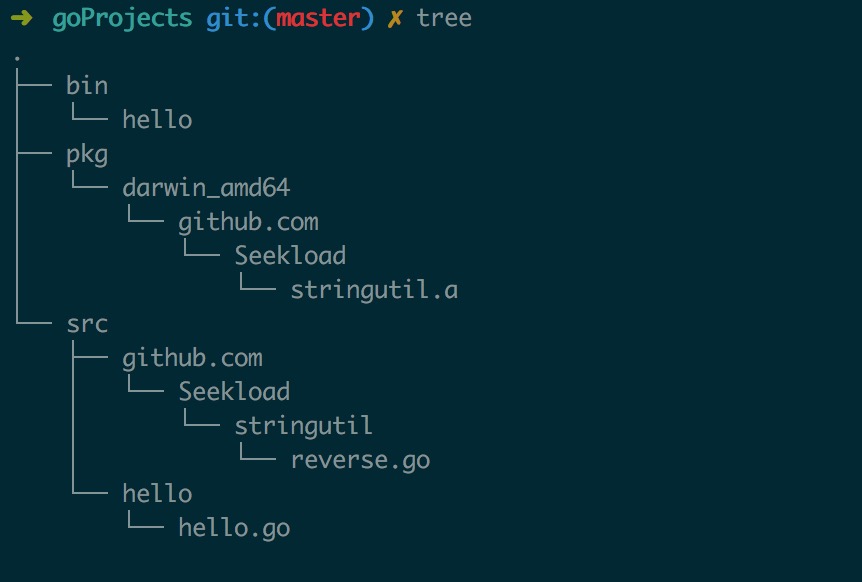 ➜ goProjects git:(master) ✗ tree
.
├── bin
│   └── hello
├── pkg
│   └── darwin_amd64
│       └── github.com
│           └── Seekload
│               └── stringutil.a
└── src
    ├── github.com
    │   └── Seekload
    │       └── stringutil
    │           └── reverse.go
    └── hello
        └── hello.go